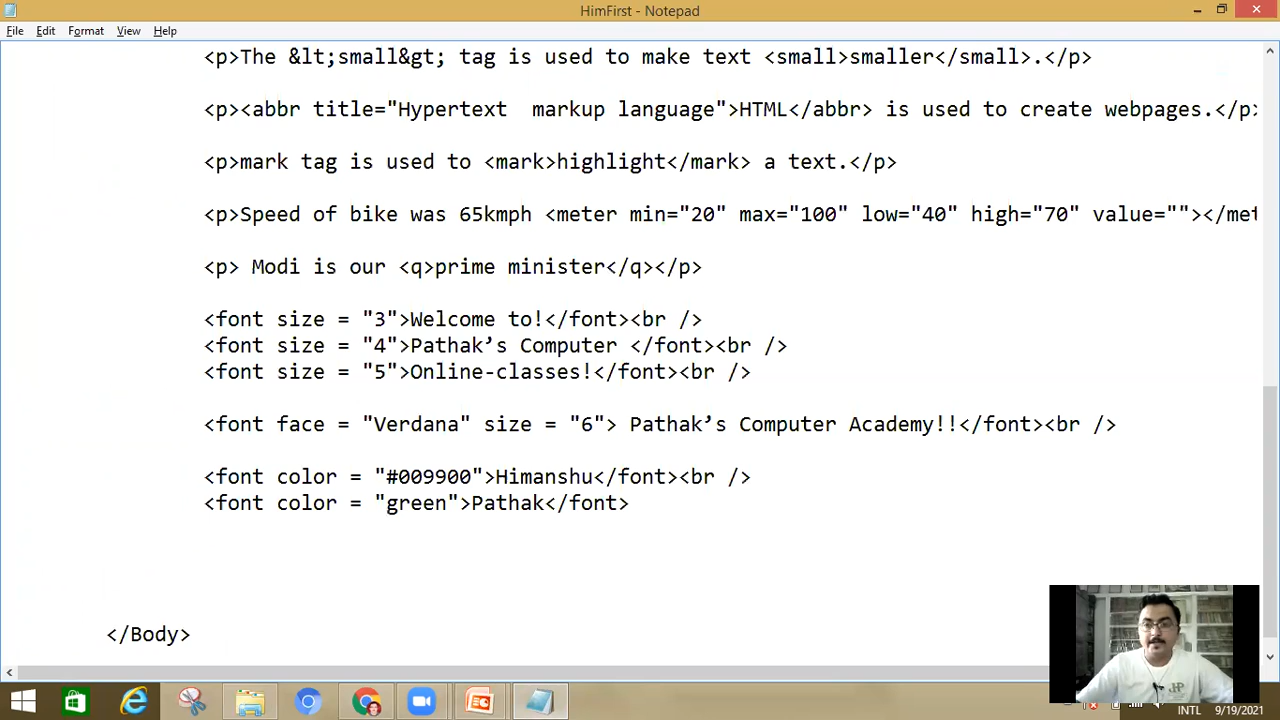 HimFirst - Notepad
File Edit Format View Help
<p>The &lt;small&gt; tag is used to make text <small>smaller</small>.</p>
<p><abbr title="Hypertext  markup language">HTML</abbr> is used to create webpages.</p>
<p>mark tag is used to <mark>highlight</mark> a text.</p>
<p>Speed of bike was 65kmph <meter min="20" max="100" low="40" high="70" value=""></met
<p> Modi is our <q>prime minister</q></p>
<font size = "3">Welcome to!</font><br />
<font size = "4">Pathak’s Computer </font><br />
<font size = "5">Online-classes!</font><br />
<font face = "Verdana" size = "6"> Pathak’s Computer Academy!!</font><br />
<font color = "#009900">Himanshu</font><br />
<font color = "green">Pathak</font>
</Body>
INTL 9/19/2021